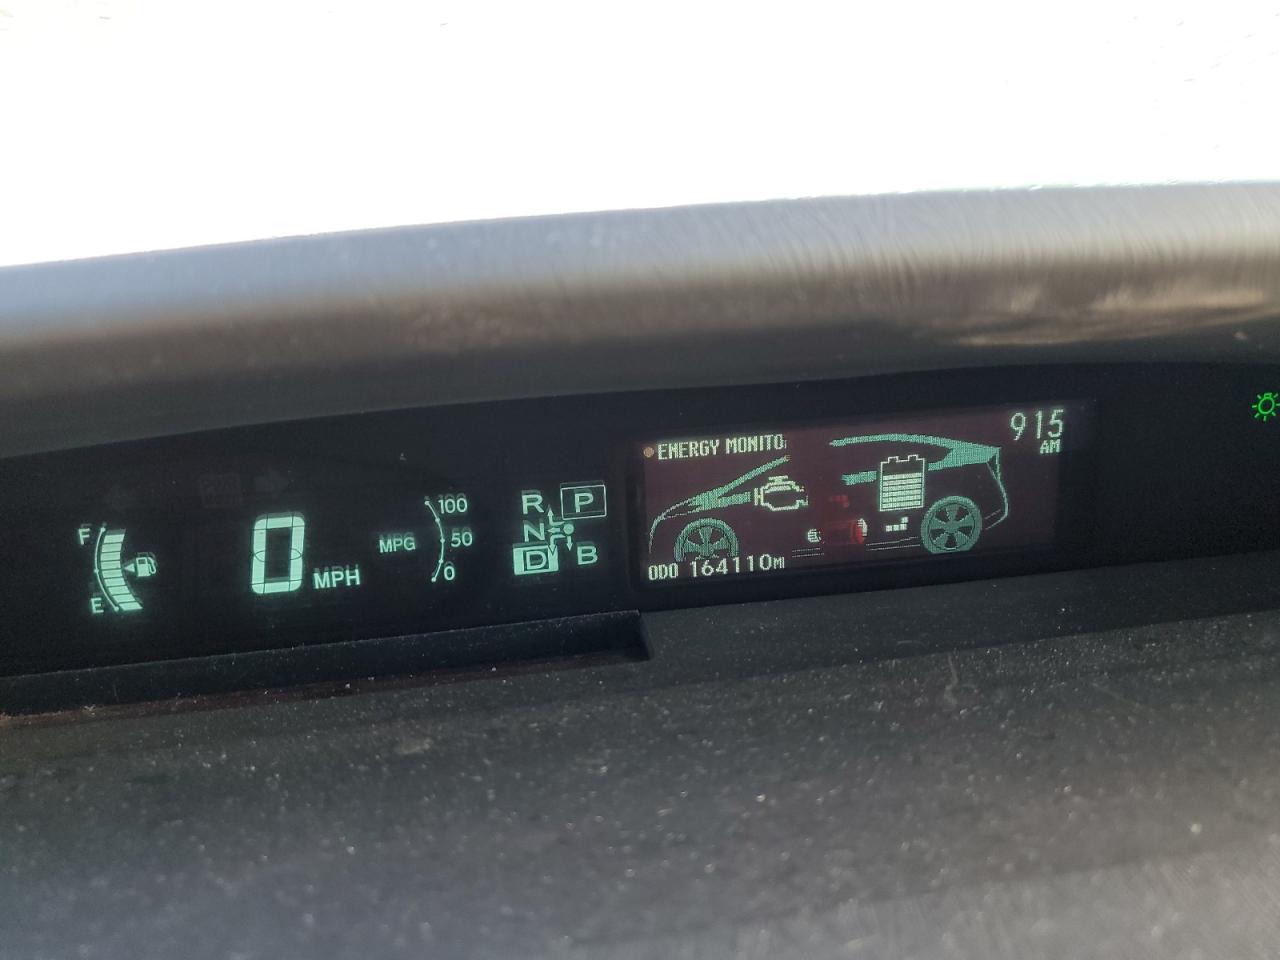 F
E
0 MPH
MPG
100
50
0
R P
N
D B
ENERGY MONITO
915
AM
ODO 164110MI